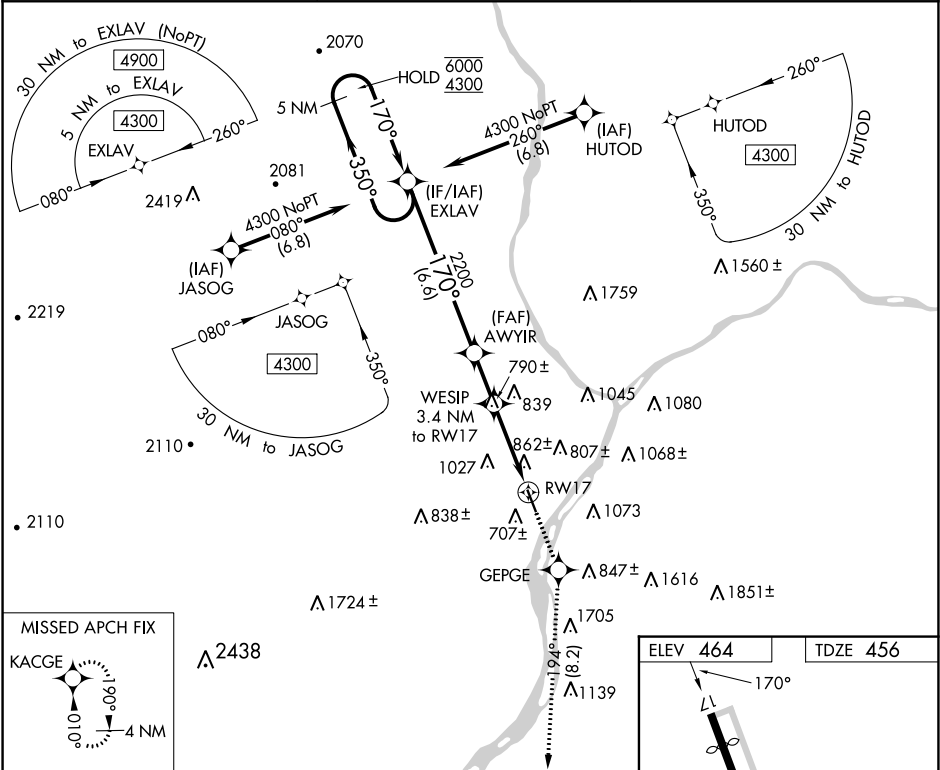 30 NM to EXLAV (NoPT)
4900
5 NM to EXLAV
4300
EXLAV
080°
260°
2070
HOLD 6000
4300
5 NM
170°
350°
4300 NoPT
260°
(6.8)
(IAF)
HUTOD
(IF/IAF)
EXLAV
260°
HUTOD
4300
350°
30 NM to HUTOD
2419
2081
4300 NoPT
080°
(6.8)
(IAF)
JASOG
2200
170°
(6.6)
1560 ±
1759
2219
080°
JASOG
4300
350°
30 NM to JASOG
(FAF)
AWYIR
790 ±
WESIP
3.4 NM
to RW17
839
1045
1080
2110
1027
862 ±
807 ±
1068 ±
RW17
2110
838 ±
707 ±
1073
GEPGE
847 ±
1616
1851 ±
1724 ±
1705
194°
(8.2)
1139
2438
MISSED APCH FIX
KACGE
190°
010°
4 NM
ELEV 464
TDZE 456
170°
17